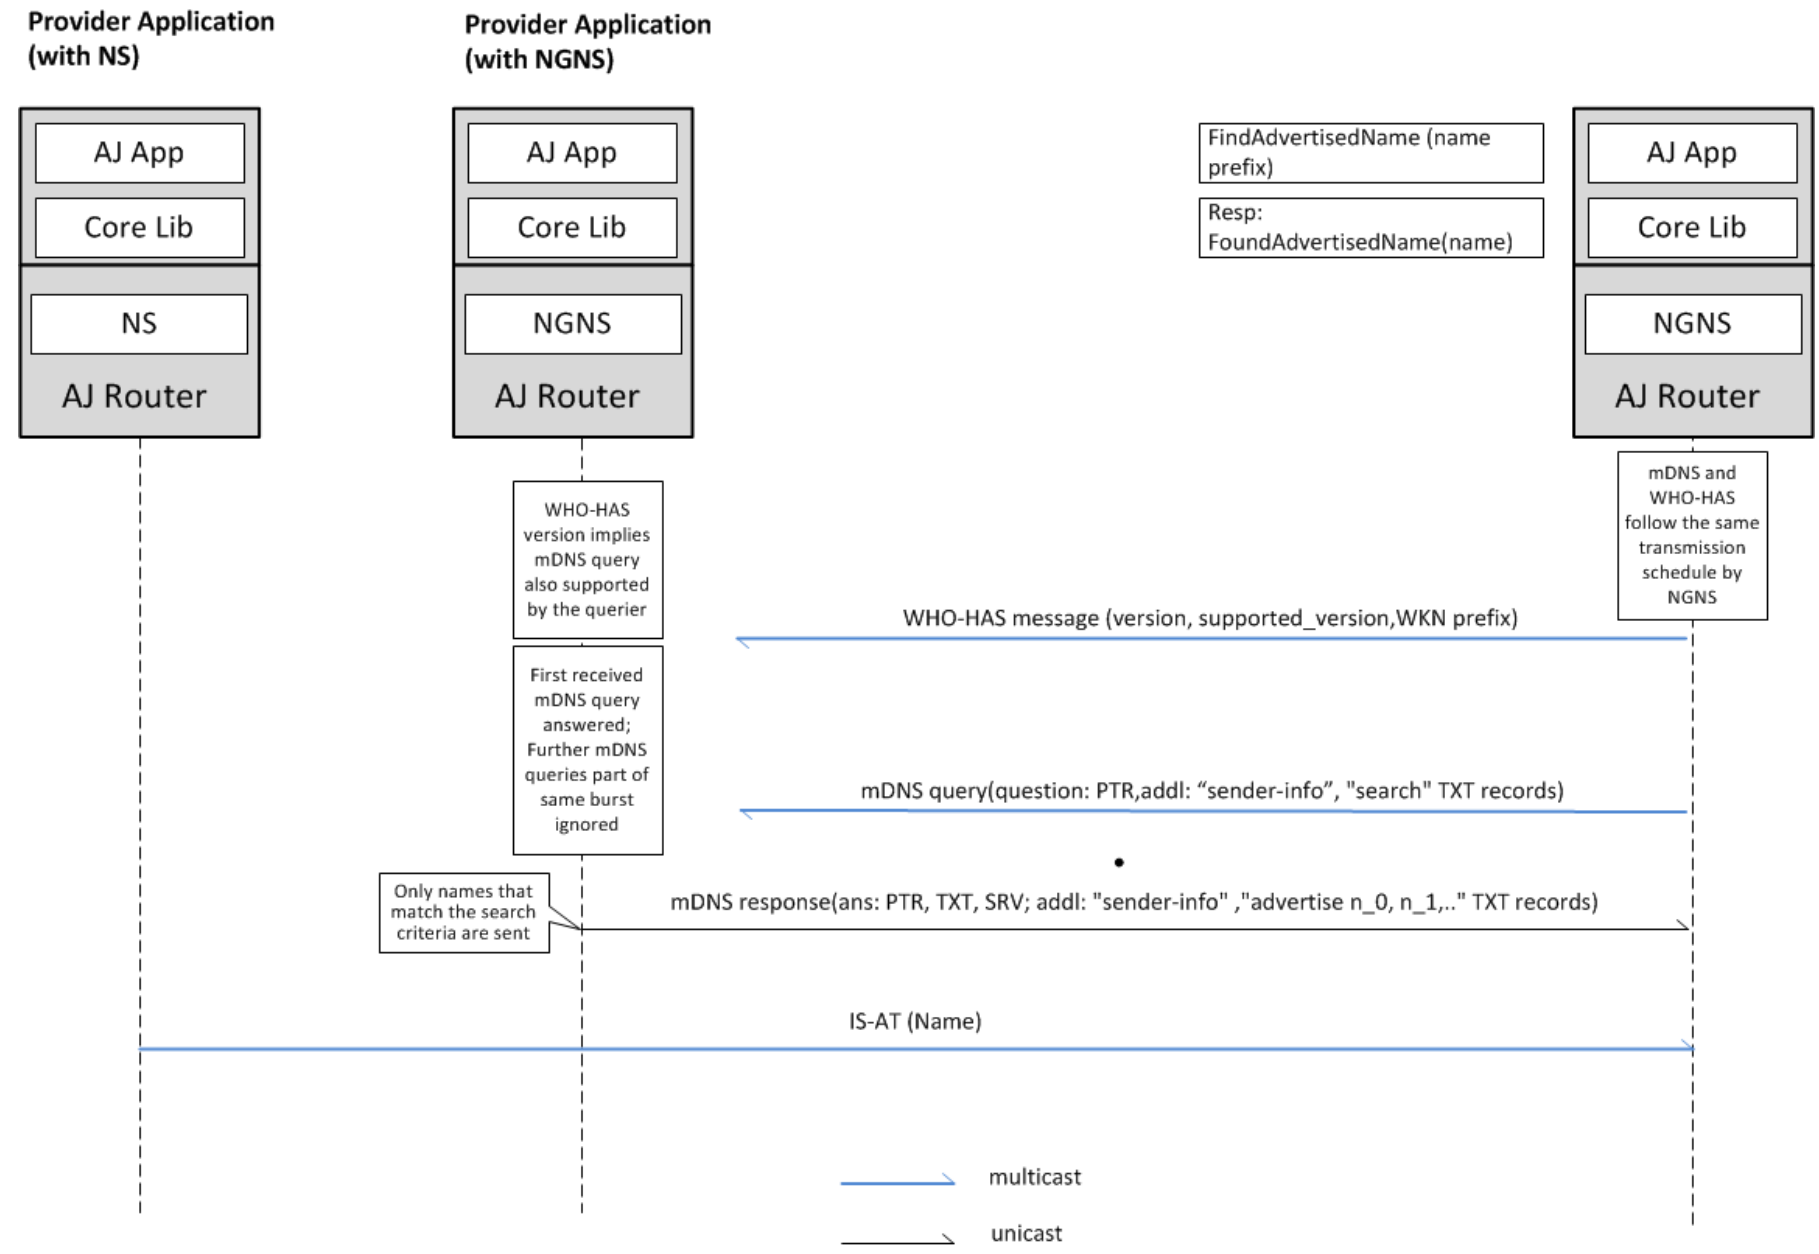 Provider Application
(with NS)
Provider Application
(with NGNS)
AJ App
Core Lib
NS
AJ Router
AJ App
Core Lib
NGNS
AJ Router
FindAdvertisedName (name
prefix)
Resp:
FoundAdvertisedName(name)
AJ App
Core Lib
NGNS
AJ Router
mDNS and
WHO-HAS
follow the same
transmission
schedule by
NGNS
WHO-HAS
version implies
mDNS query
also supported
by the querier
WHO-HAS message (version, supported_version,WKN prefix)
First received
mDNS query
answered;
Further mDNS
queries part of
same burst
ignored
mDNS query(question: PTR,addl: “sender-info”, "search" TXT records)
Only names that
match the search
criteria are sent
mDNS response(ans: PTR, TXT, SRV; addl: "sender-info" ,"advertise n_0, n_1,.." TXT records)
IS-AT (Name)
multicast
unicast